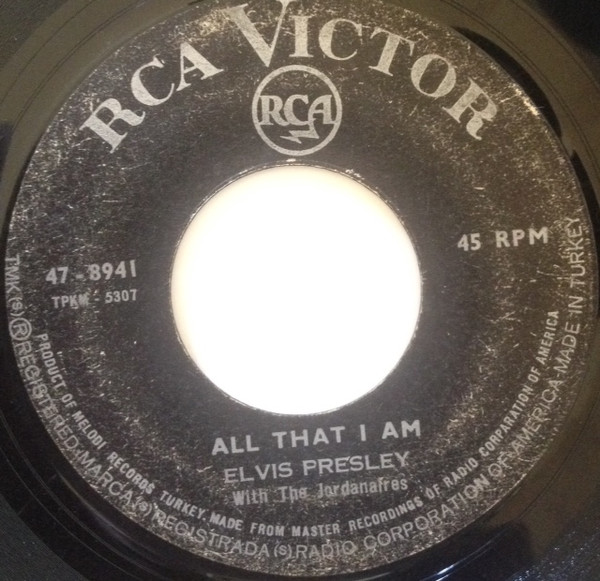 RCA VICTOR
RCA
45 RPM
47-8941
TPKM-5307
ALL THAT I AM
ELVIS PRESLEY
With The Jordanafres
PRODUCT OF MELODI RECORDS TURKEY. MADE FROM MASTER RECORDINGS OF RADIO CORPARATION OF AMERICA
TMK(s)®REGISTERED·MARCA(s)REGISTRADA(s)RADIO CORPORATION OF AMERICA-MADE IN TURKEY